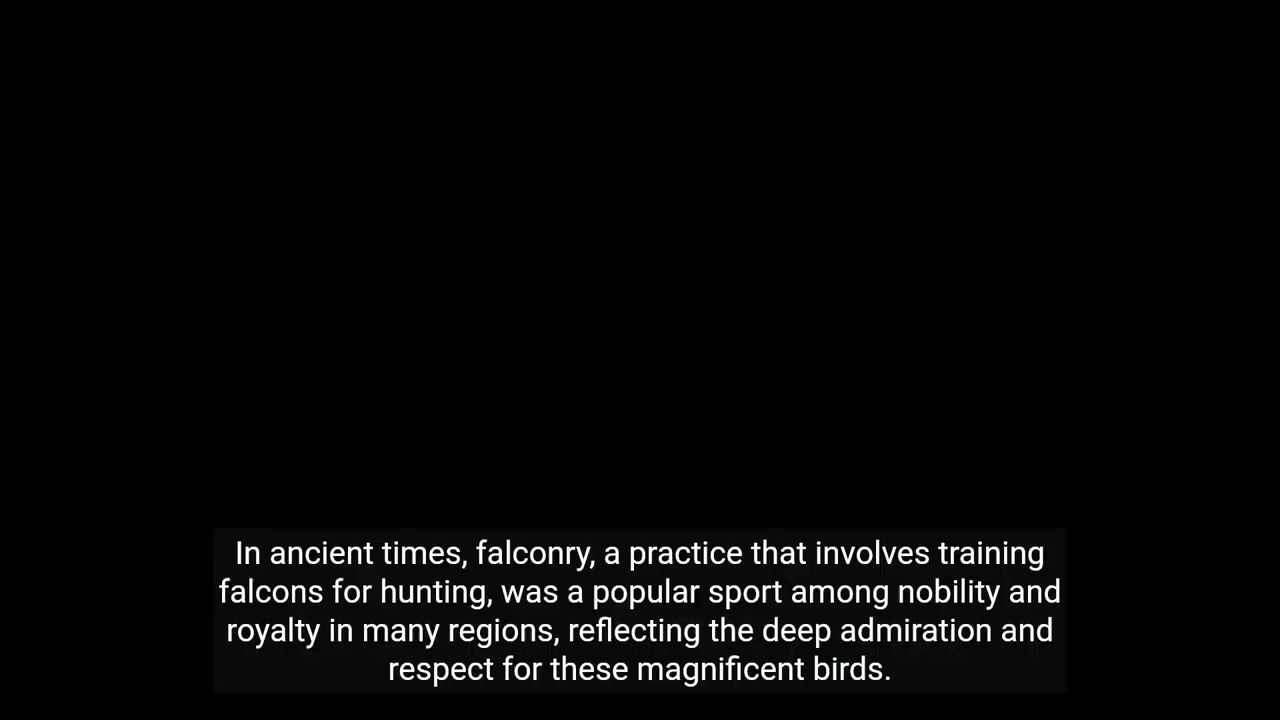 In ancient times, falconry, a practice that involves training
falcons for hunting, was a popular sport among nobility and
royalty in many regions, reflecting the deep admiration and
respect for these magnificent birds.